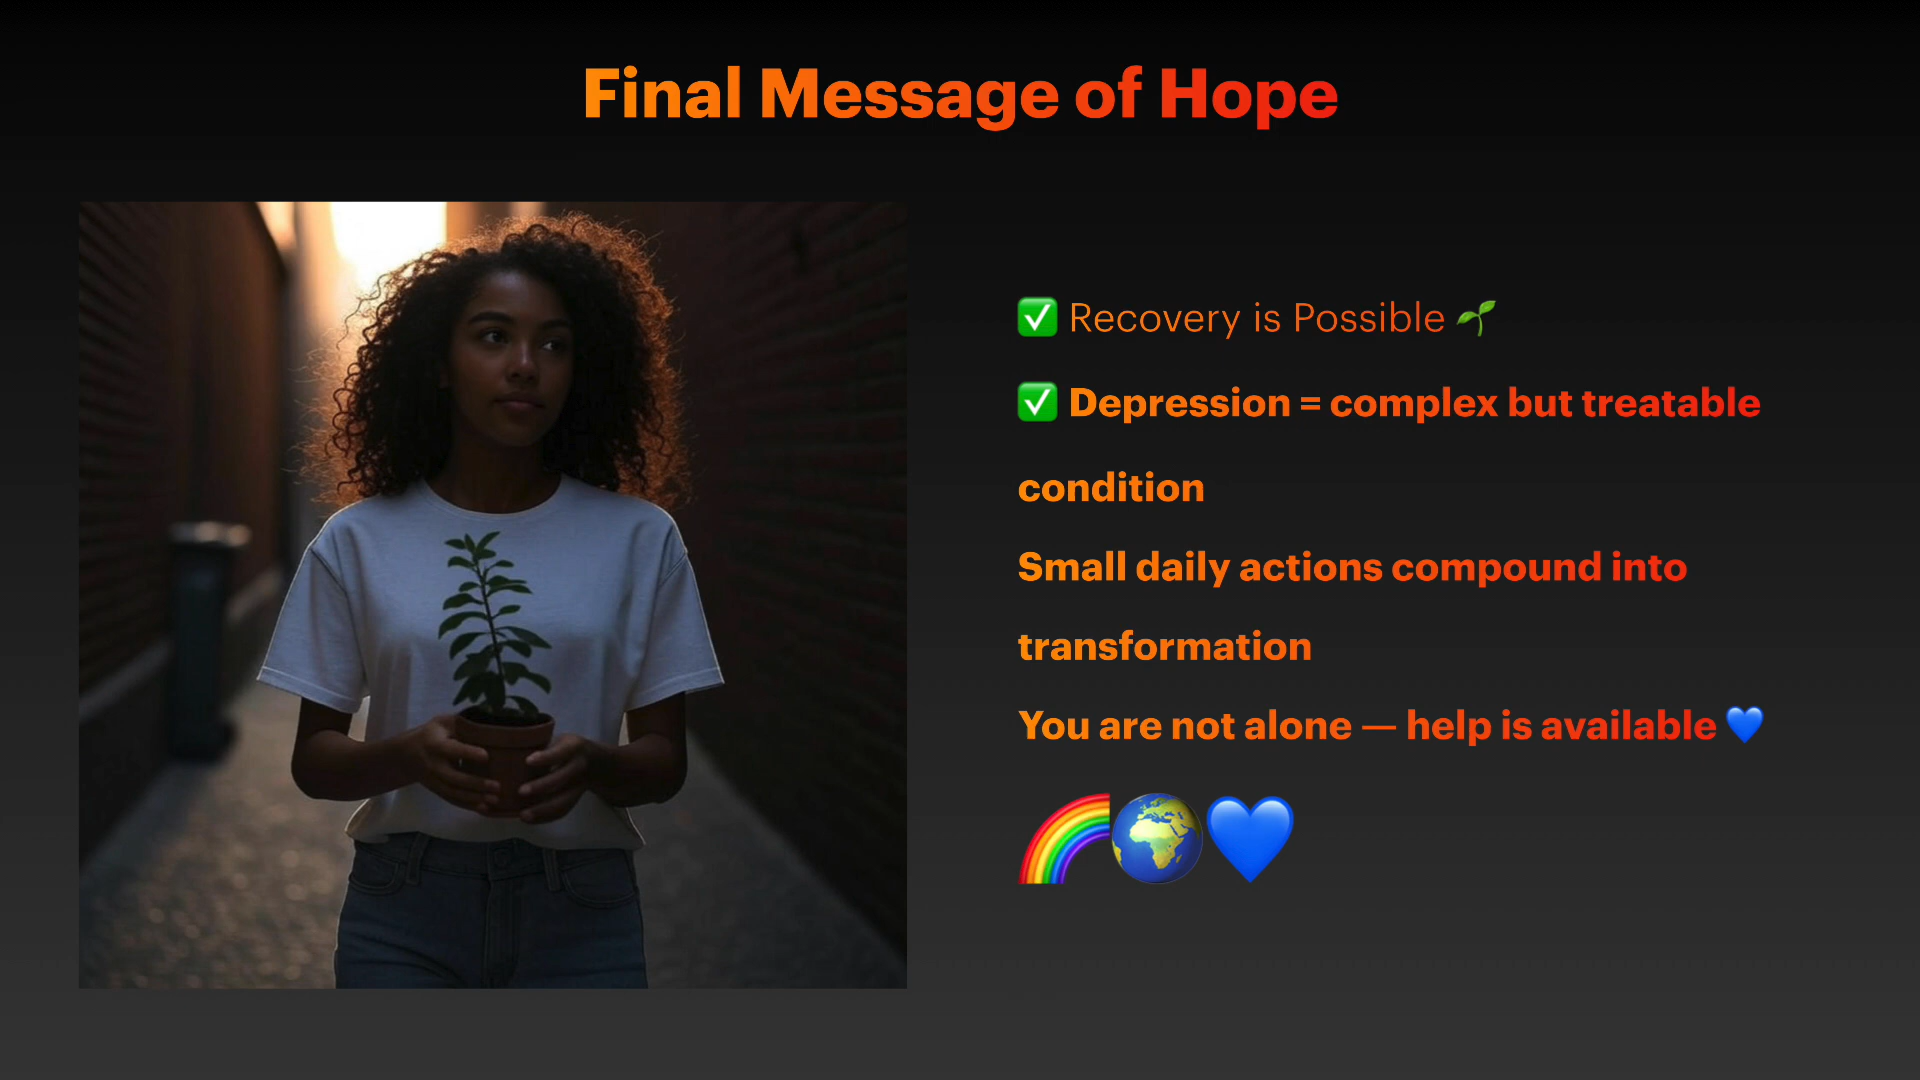 Final Message of Hope
✅ Recovery is Possible 🌱
✅ Depression = complex but treatable
condition
Small daily actions compound into
transformation
You are not alone — help is available 💙
🌈🌍💙